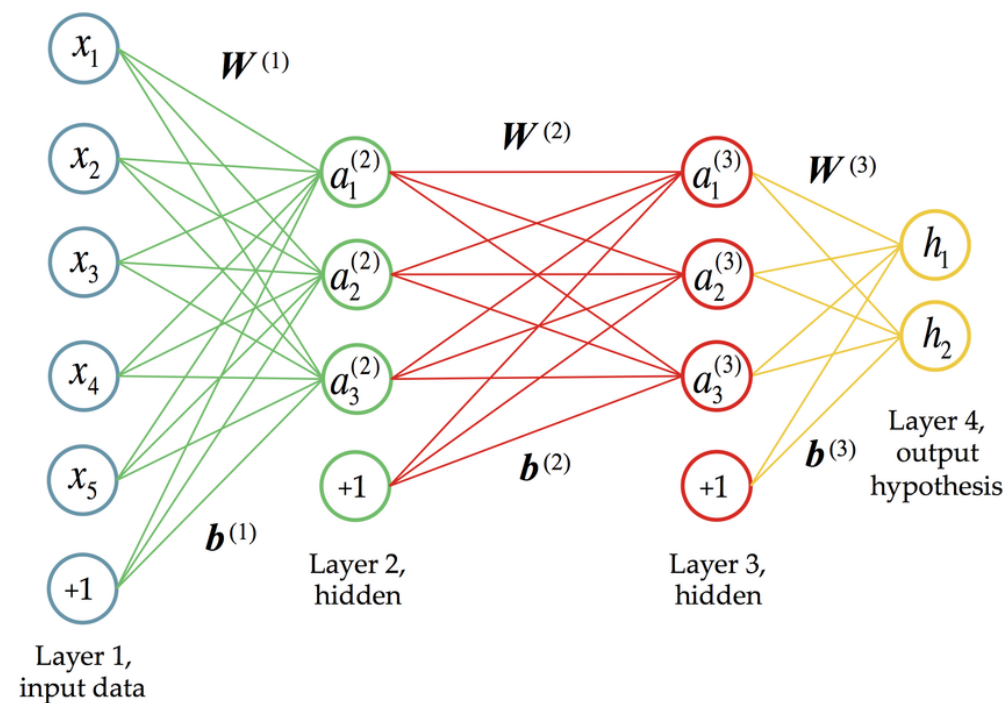 x₁
x₂
x₃
x₄
x₅
+1
Layer 1,
input data
W⁽¹⁾
b⁽¹⁾
a₁⁽²⁾
a₂⁽²⁾
a₃⁽²⁾
+1
Layer 2,
hidden
W⁽²⁾
b⁽²⁾
a₁⁽³⁾
a₂⁽³⁾
a₃⁽³⁾
+1
Layer 3,
hidden
W⁽³⁾
b⁽³⁾
h₁
h₂
Layer 4,
output
hypothesis